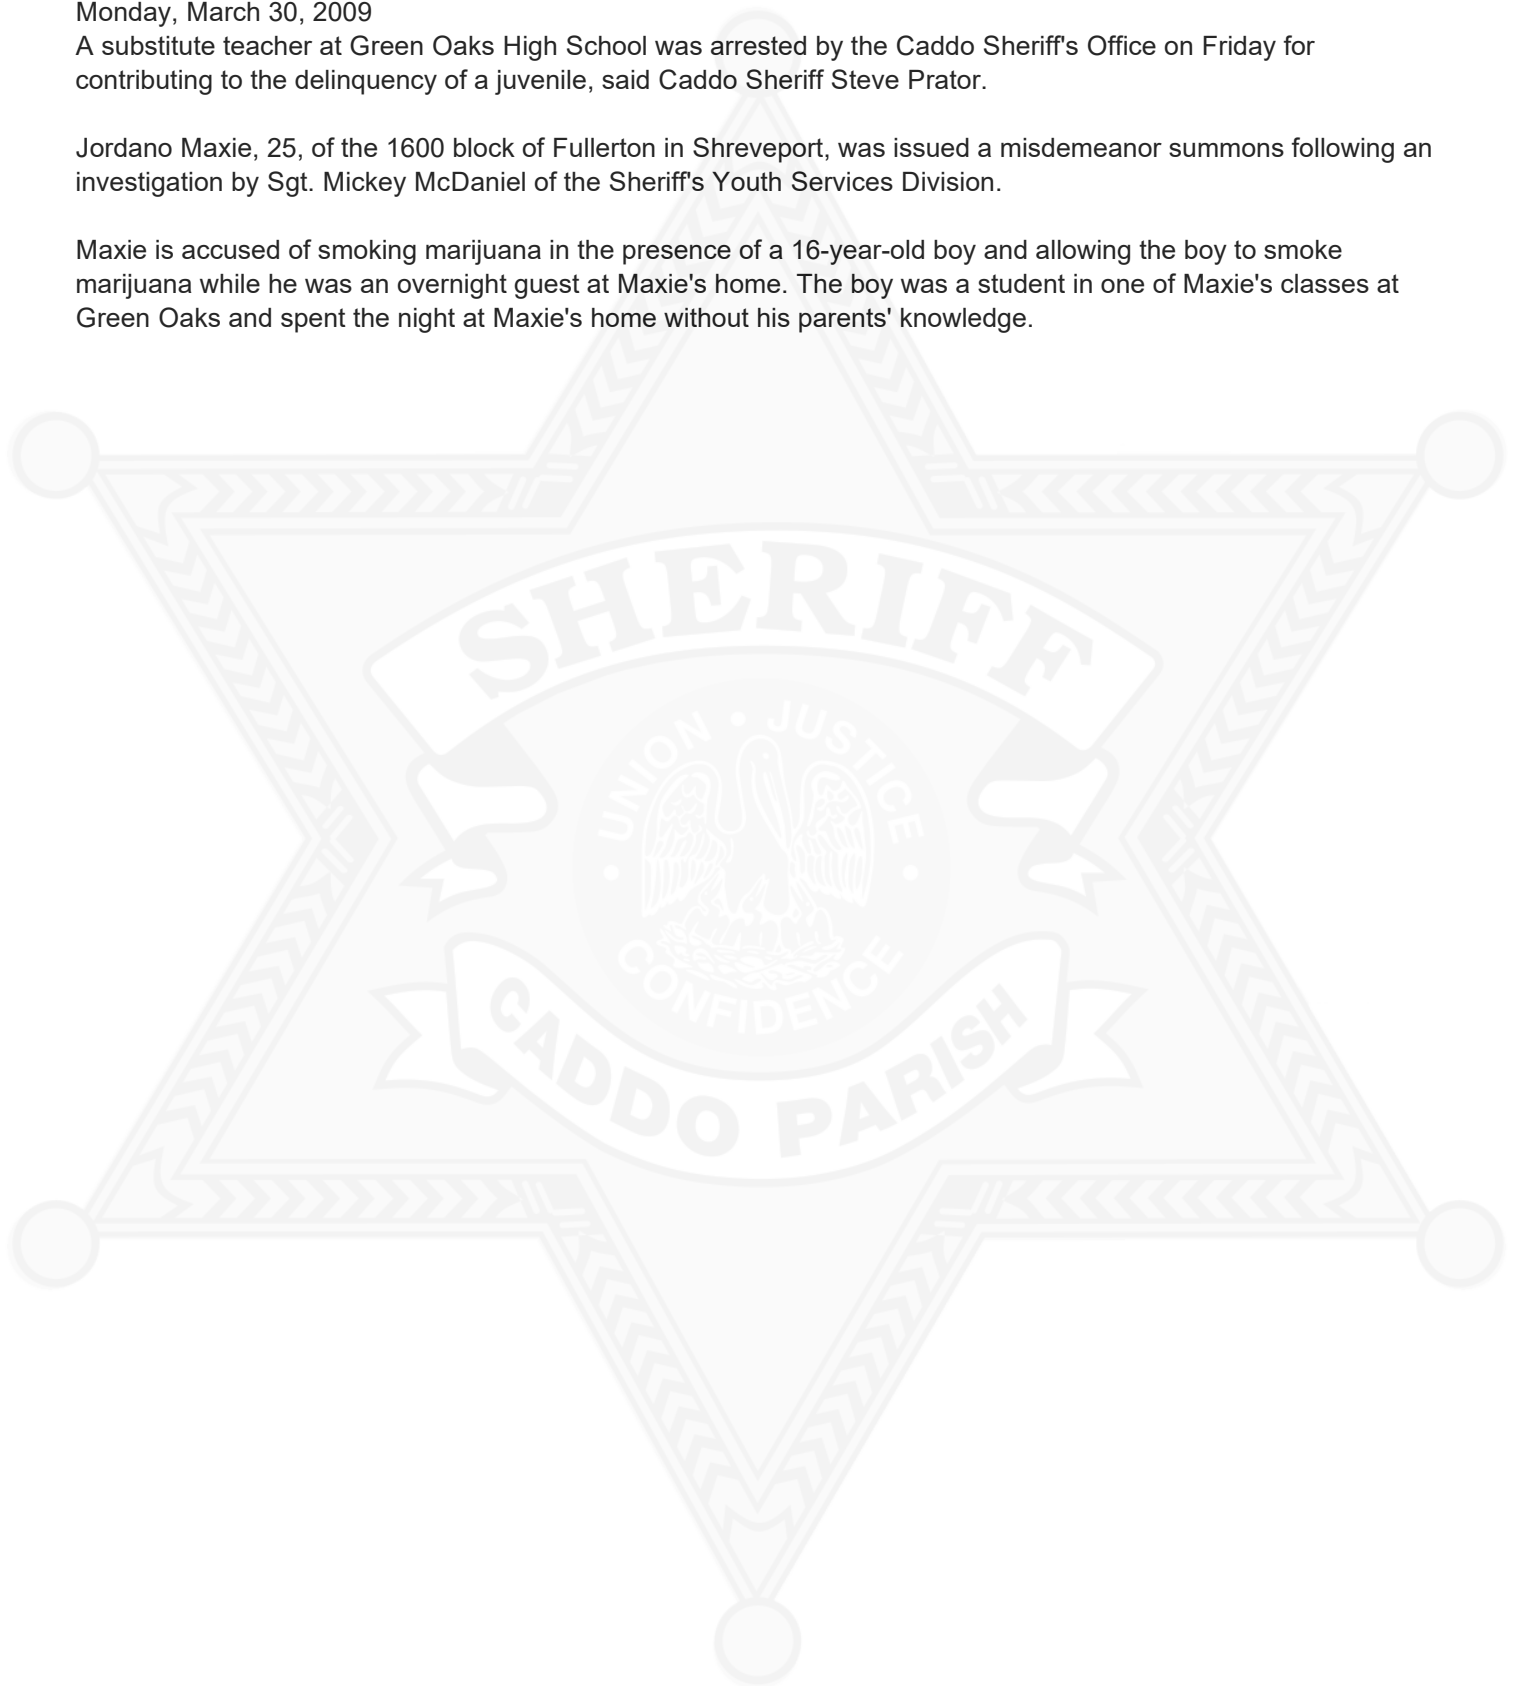 Monday, March 30, 2009
A substitute teacher at Green Oaks High School was arrested by the Caddo Sheriff's Office on Friday for
contributing to the delinquency of a juvenile, said Caddo Sheriff Steve Prator.
Jordano Maxie, 25, of the 1600 block of Fullerton in Shreveport, was issued a misdemeanor summons following an
investigation by Sgt. Mickey McDaniel of the Sheriff's Youth Services Division.
Maxie is accused of smoking marijuana in the presence of a 16-year-old boy and allowing the boy to smoke
marijuana while he was an overnight guest at Maxie's home. The boy was a student in one of Maxie's classes at
Green Oaks and spent the night at Maxie's home without his parents' knowledge.
SHERIFF
UNION • JUSTICE
• CONFIDENCE •
CADDO PARISH